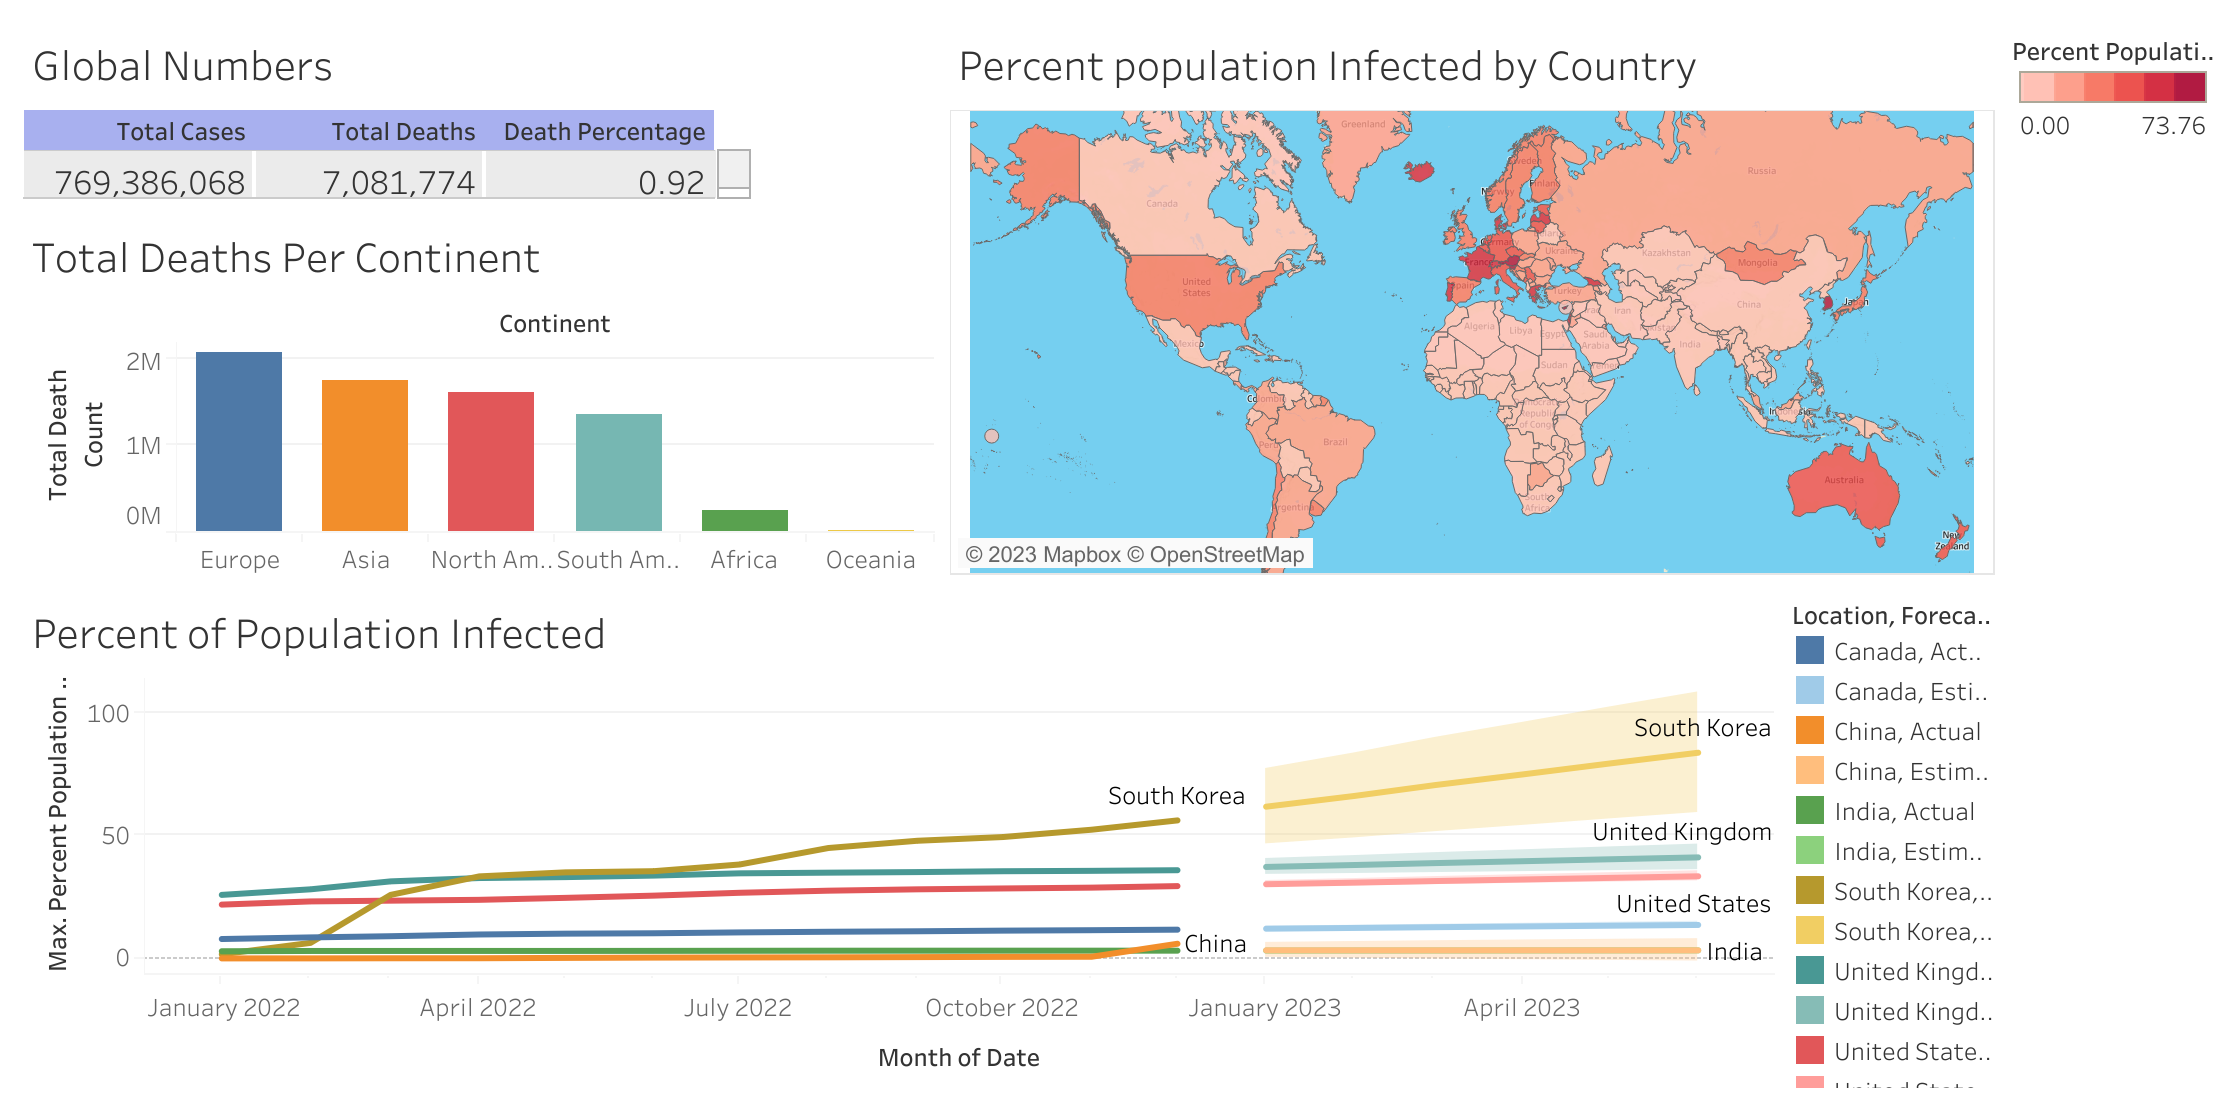 Global Numbers
Total Cases Total Deaths Death Percentage
769,386,068 7,081,774 0.92
Total Deaths Per Continent
Continent
Total Death
Count
2M
1M
0M
Europe Asia North Am.. South Am.. Africa Oceania
Percent population Infected by Country
Percent Populati..
0.00 73.76
Greenland
Canada
United
States
Mexico
Colombia
Peru
Brazil
Argentina
Sweden
Norway
Finland
Russia
Germany
France
Spain
Ukraine
Turkey
Kazakhstan
Mongolia
China
Japan
Iran
India
Algeria
Libya
Egypt
Saudi
Arabia
Sudan
Yemen
Democratic
Republic
of Congo
South
Africa
Indonesia
Australia
New
Zealand
© 2023 Mapbox © OpenStreetMap
Percent of Population Infected
Max. Percent Population ..
100
50
0
South Korea
China
South Korea
United Kingdom
United States
India
January 2022 April 2022 July 2022 October 2022 January 2023 April 2023
Month of Date
Location, Foreca..
Canada, Act..
Canada, Esti..
China, Actual
China, Estim..
India, Actual
India, Estim..
South Korea,..
South Korea,..
United Kingd..
United Kingd..
United State..